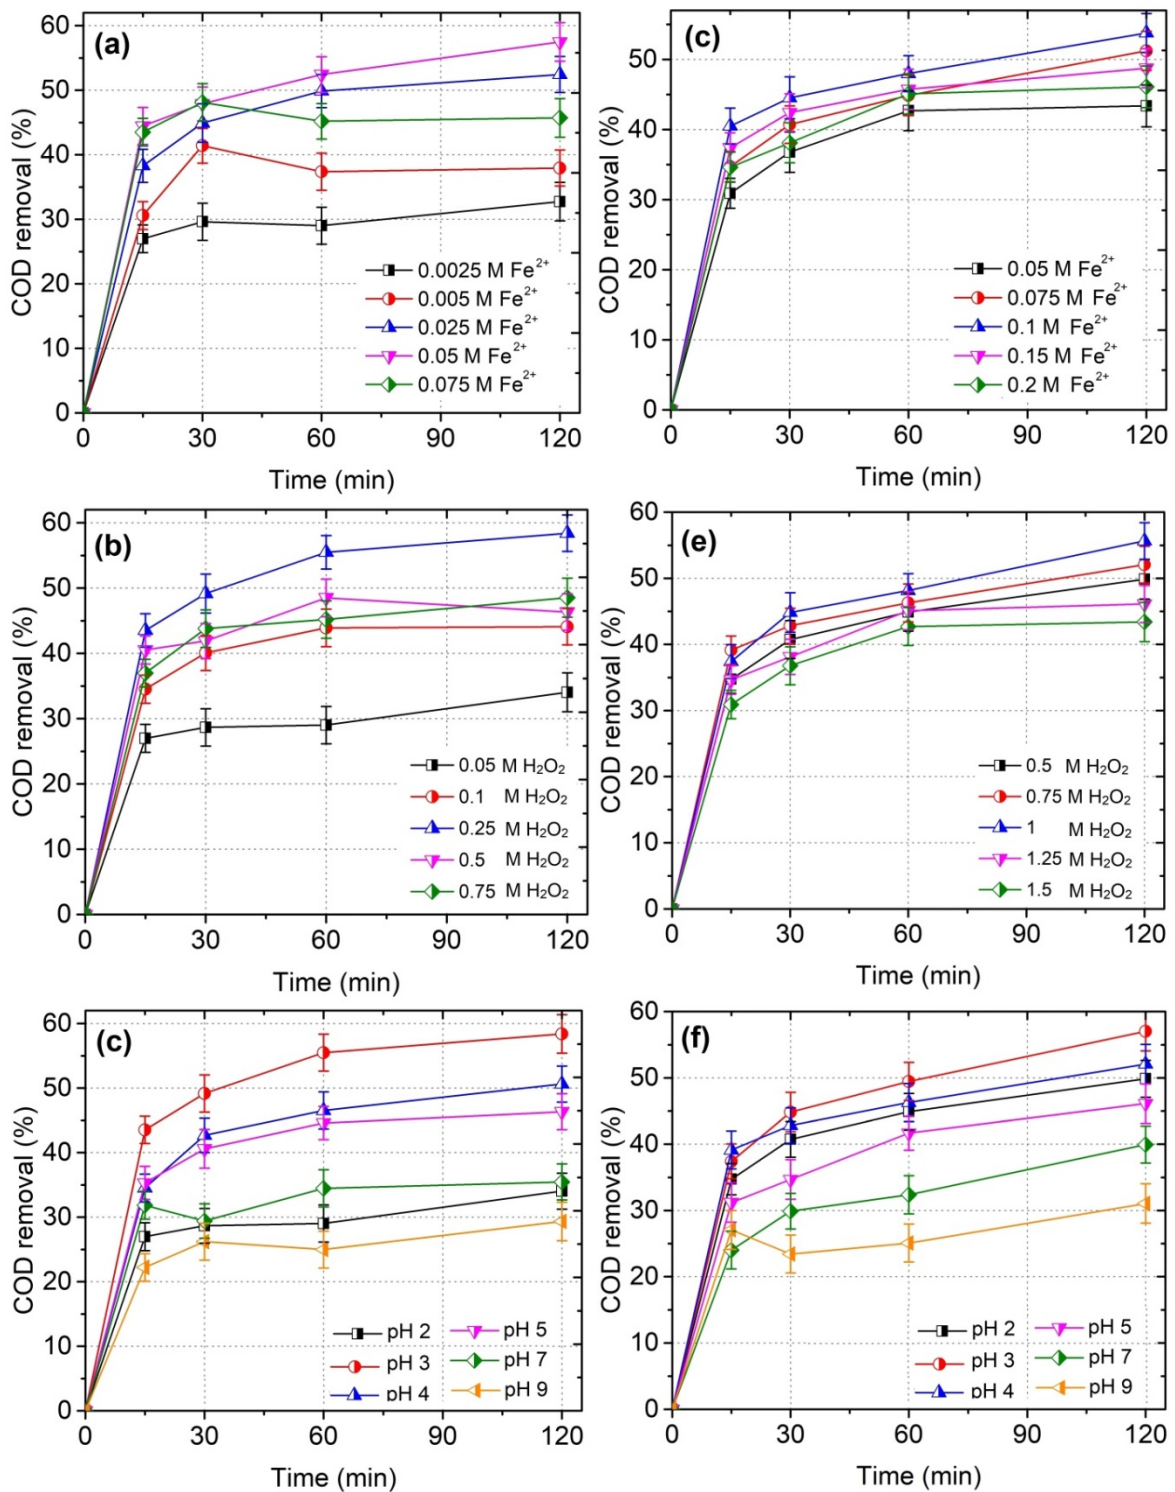 (a)
COD removal (%)
60
50
40
30
20
10
0
0.0025 M Fe²⁺
0.005 M Fe²⁺
0.025 M Fe²⁺
0.05 M Fe²⁺
0.075 M Fe²⁺
0 30 60 90 120
Time (min)
(c)
COD removal (%)
50
40
30
20
10
0
0.05 M Fe²⁺
0.075 M Fe²⁺
0.1 M Fe²⁺
0.15 M Fe²⁺
0.2 M Fe²⁺
0 30 60 90 120
Time (min)
(b)
COD removal (%)
60
50
40
30
20
10
0
0.05 M H₂O₂
0.1 M H₂O₂
0.25 M H₂O₂
0.5 M H₂O₂
0.75 M H₂O₂
0 30 60 90 120
Time (min)
(e)
COD removal (%)
60
50
40
30
20
10
0
0.5 M H₂O₂
0.75 M H₂O₂
1 M H₂O₂
1.25 M H₂O₂
1.5 M H₂O₂
0 30 60 90 120
Time (min)
(c)
COD removal (%)
60
50
40
30
20
10
0
pH 2 pH 5
pH 3 pH 7
pH 4 pH 9
0 30 60 90 120
Time (min)
(f)
COD removal (%)
60
50
40
30
20
10
0
pH 2 pH 5
pH 3 pH 7
pH 4 pH 9
0 30 60 90 120
Time (min)